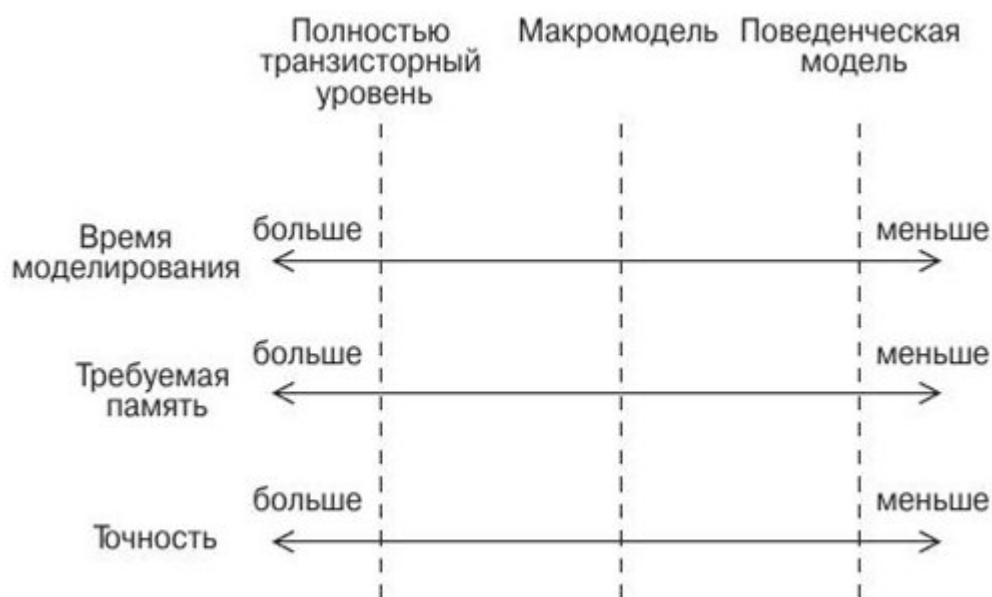 Полностью
транзисторный
уровень
Макромодель
Поведенческая
модель
Время
моделирования
больше
меньше
Требуемая
память
больше
меньше
Точность
больше
меньше